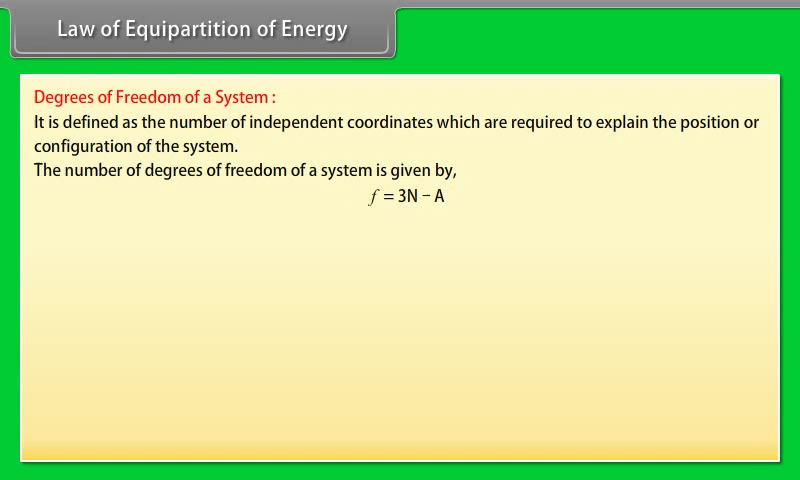 Law of Equipartition of Energy
Degrees of Freedom of a System :
It is defined as the number of independent coordinates which are required to explain the position or
configuration of the system.
The number of degrees of freedom of a system is given by,
f = 3N − A